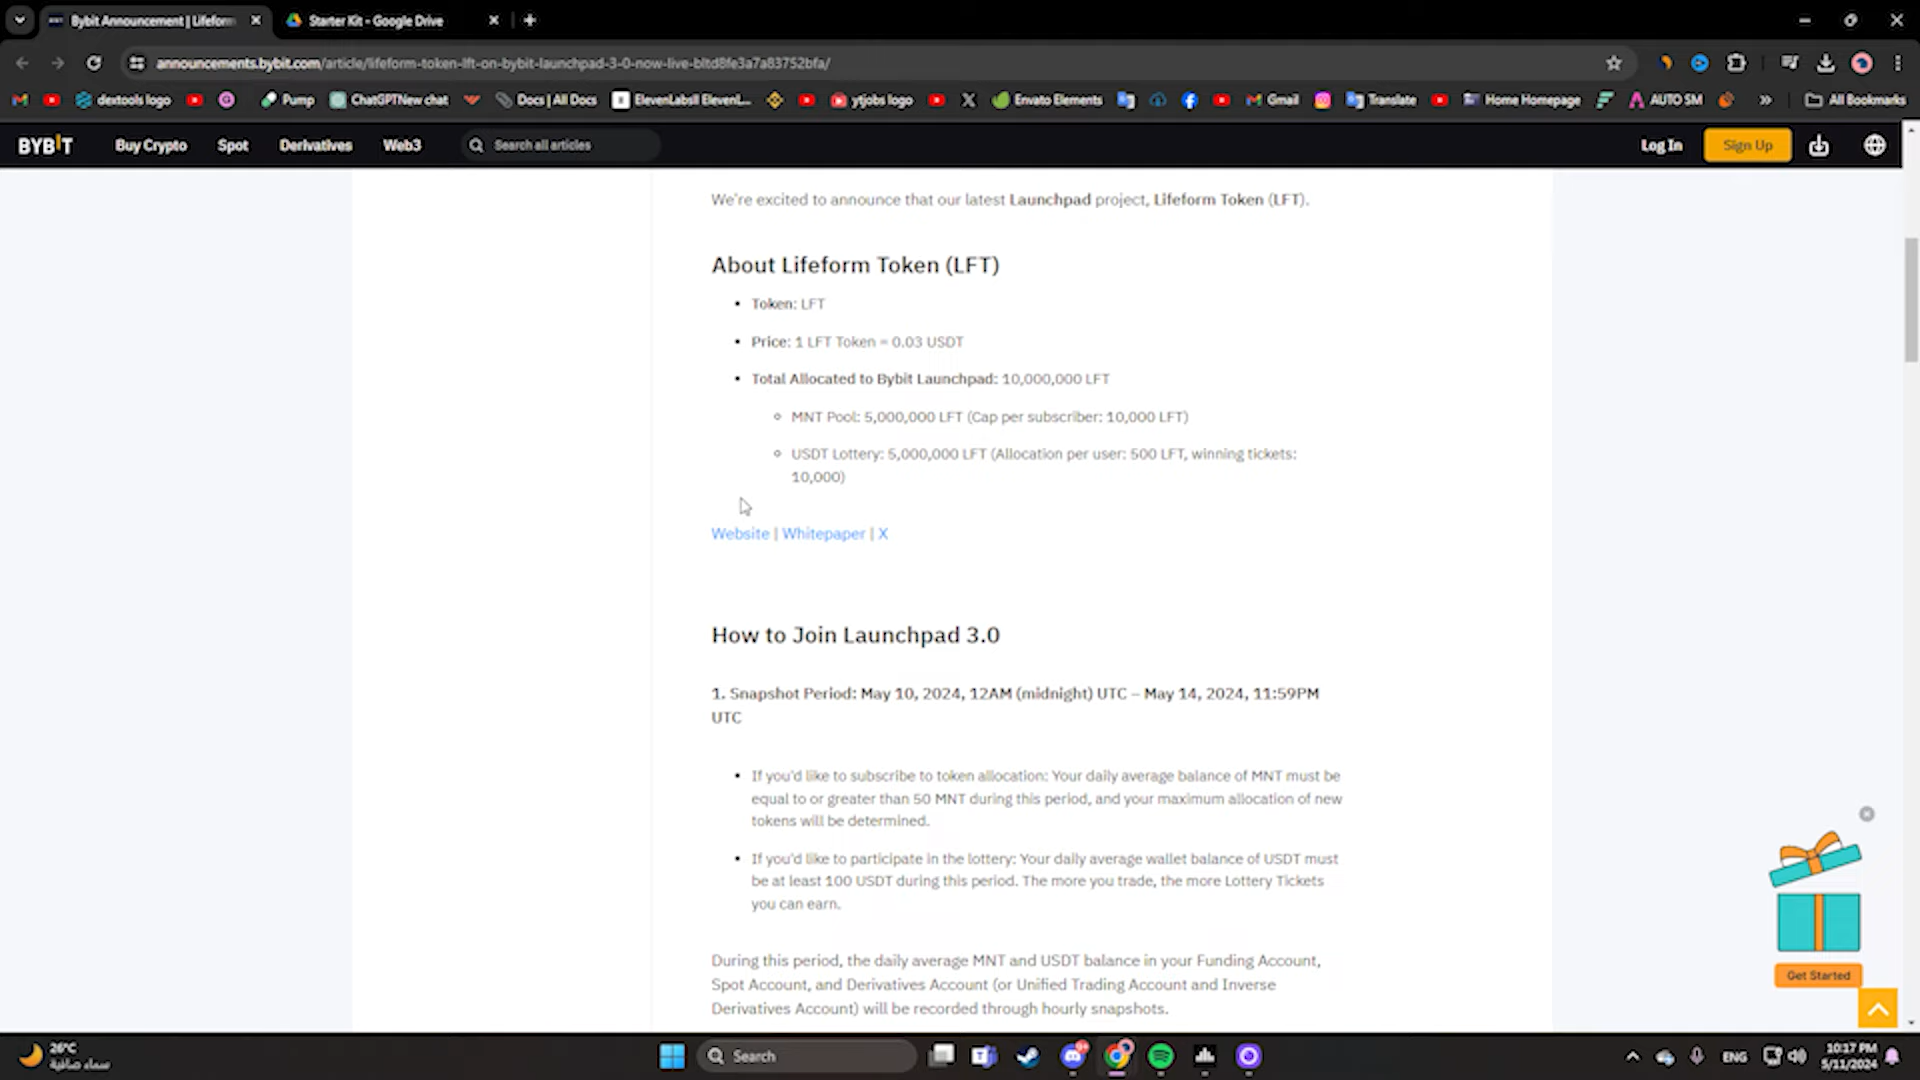 Bybit Announcement | Lifeform
Starter Kit - Google Drive
announcements.bybit.com/article/lifeform-token-lft-on-bybit-launchpad-3-0-now-live-bltd8fe3a7a83752bfa/
dextools logo
Pump
ChatGPTNew chat
Docs | All Docs
ElevenLabsII ElevenL...
ytjobs logo
X
Envato Elements
Gmail
Translate
Home Homepage
AUTO SM
All Bookmarks
BYBIT
Buy Crypto
Spot
Derivatives
Web3
Search all articles
Log In
Sign Up
We're excited to announce that our latest Launchpad project, Lifeform Token (LFT).
About Lifeform Token (LFT)
• Token: LFT
• Price: 1 LFT Token = 0.03 USDT
• Total Allocated to Bybit Launchpad: 10,000,000 LFT
◦ MNT Pool: 5,000,000 LFT (Cap per subscriber: 10,000 LFT)
◦ USDT Lottery: 5,000,000 LFT (Allocation per user: 500 LFT, winning tickets:
10,000)
Website | Whitepaper | X
How to Join Launchpad 3.0
1. Snapshot Period: May 10, 2024, 12AM (midnight) UTC – May 14, 2024, 11:59PM
UTC
• If you'd like to subscribe to token allocation: Your daily average balance of MNT must be
equal to or greater than 50 MNT during this period, and your maximum allocation of new
tokens will be determined.
• If you'd like to participate in the lottery: Your daily average wallet balance of USDT must
be at least 100 USDT during this period. The more you trade, the more Lottery Tickets
you can earn.
During this period, the daily average MNT and USDT balance in your Funding Account,
Spot Account, and Derivatives Account (or Unified Trading Account and Inverse
Derivatives Account) will be recorded through hourly snapshots.
Get Started
26°C
سماء صافية
Search
ENG
10:17 PM
5/11/2024